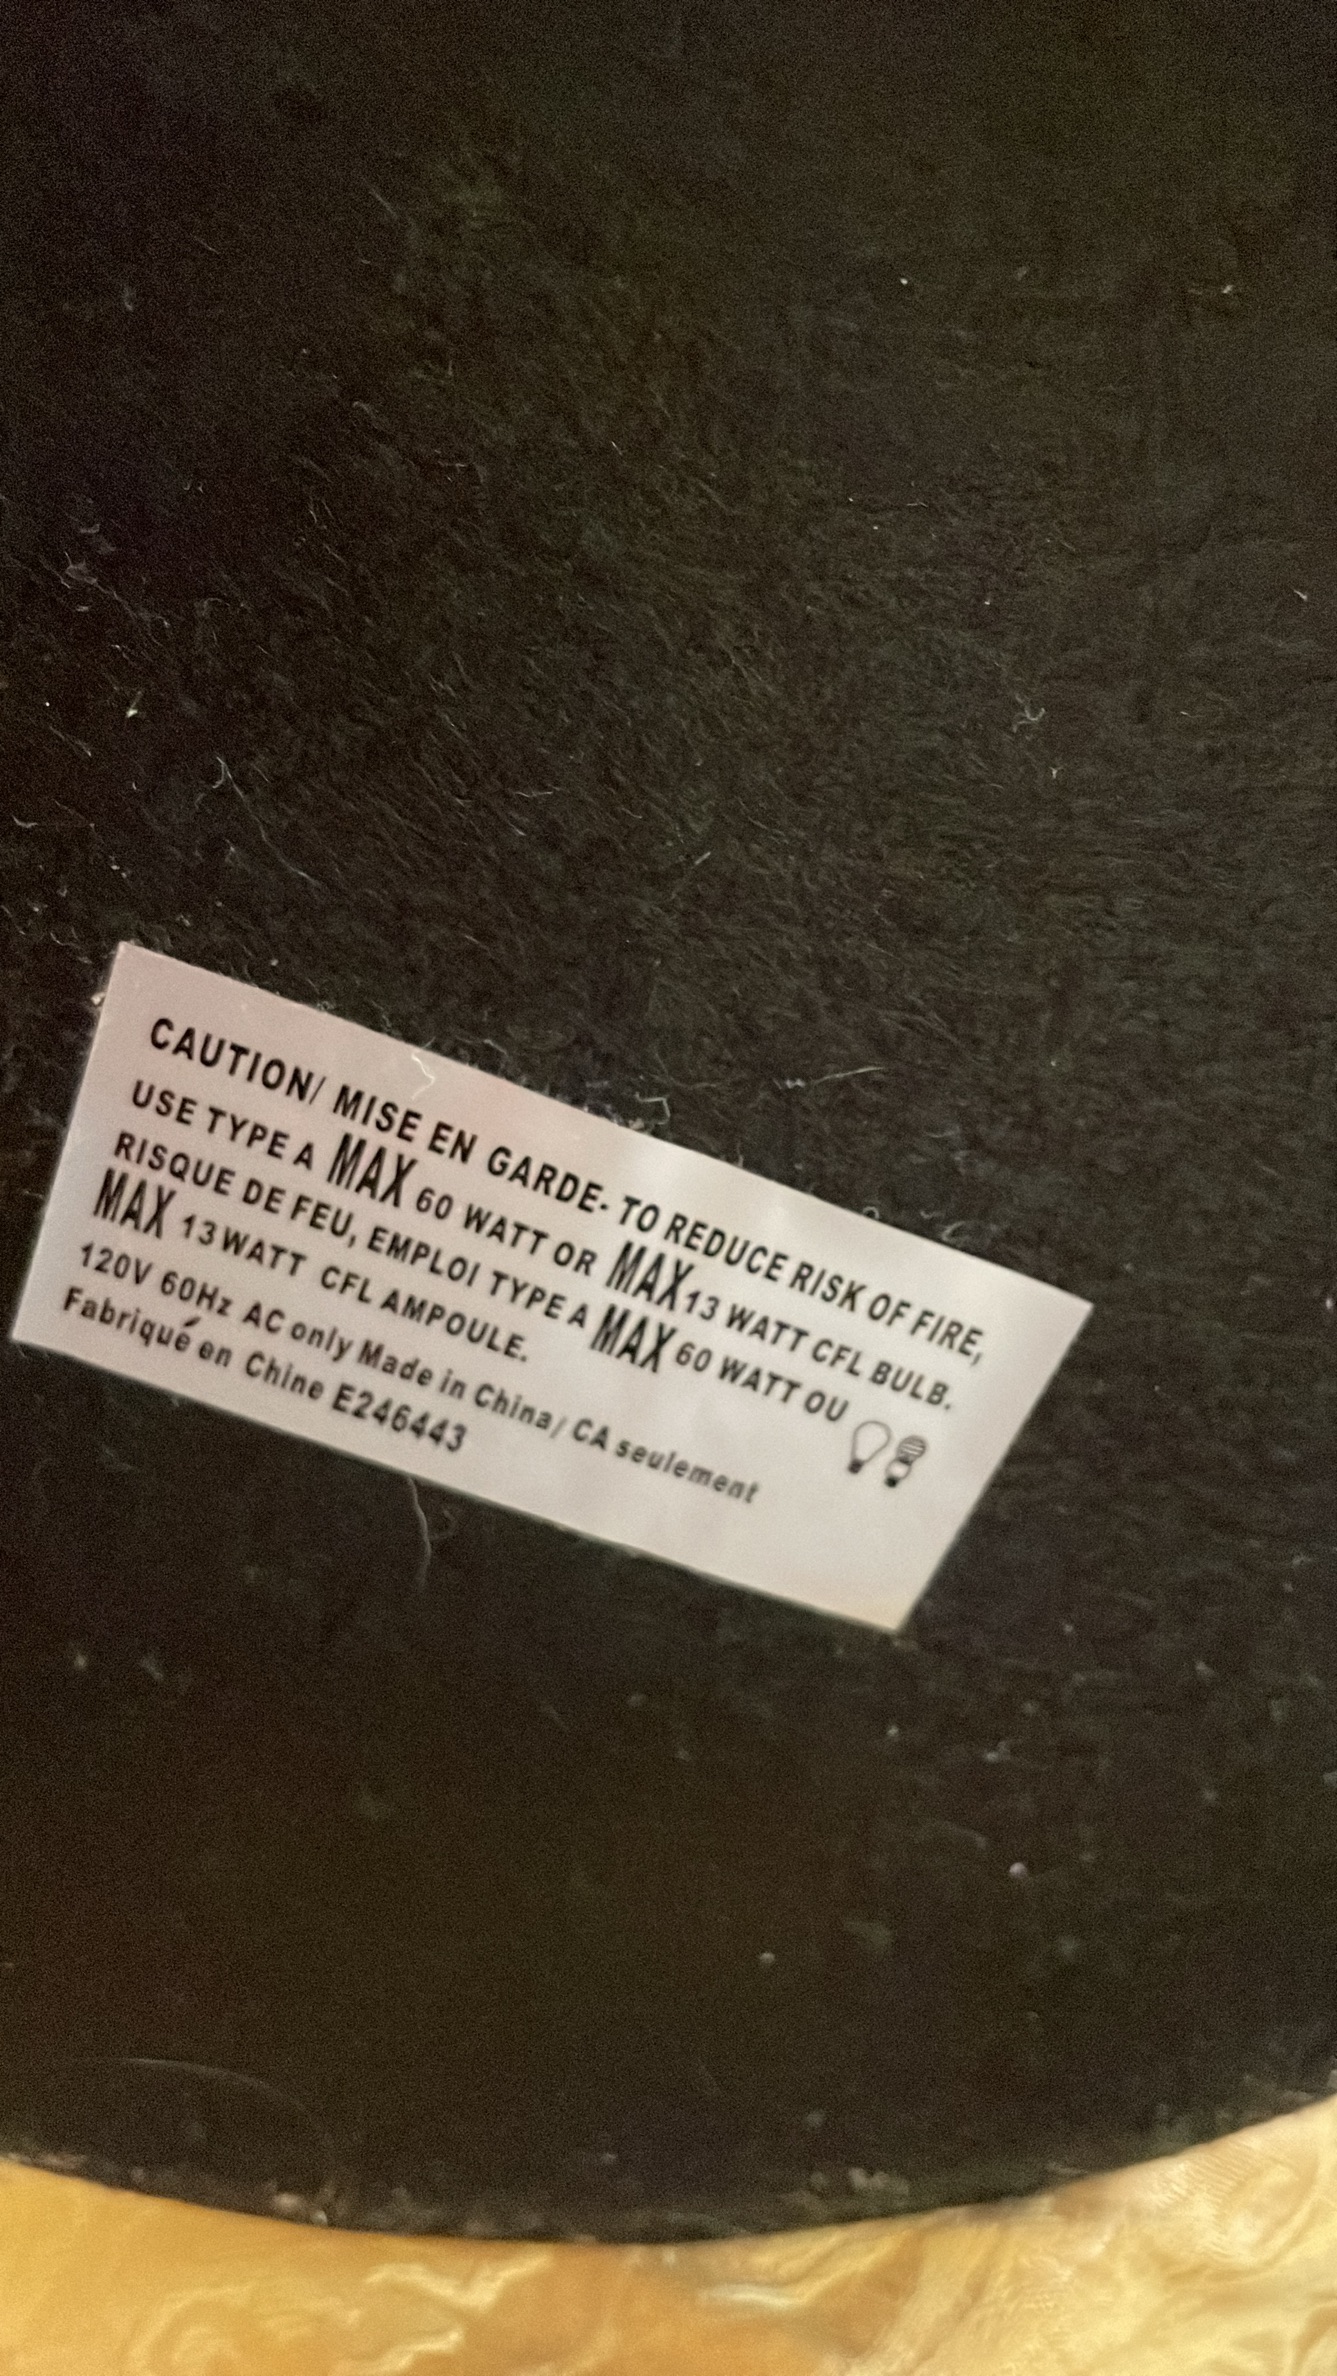 CAUTION/ MISE EN GARDE- TO REDUCE RISK OF FIRE,
USE TYPE A MAX 60 WATT OR MAX 13 WATT CFL BULB.
RISQUE DE FEU, EMPLOI TYPE A MAX 60 WATT OU
MAX 13WATT CFL AMPOULE.
120V 60Hz AC only Made in China/ CA seulement
Fabriqué en Chine E246443